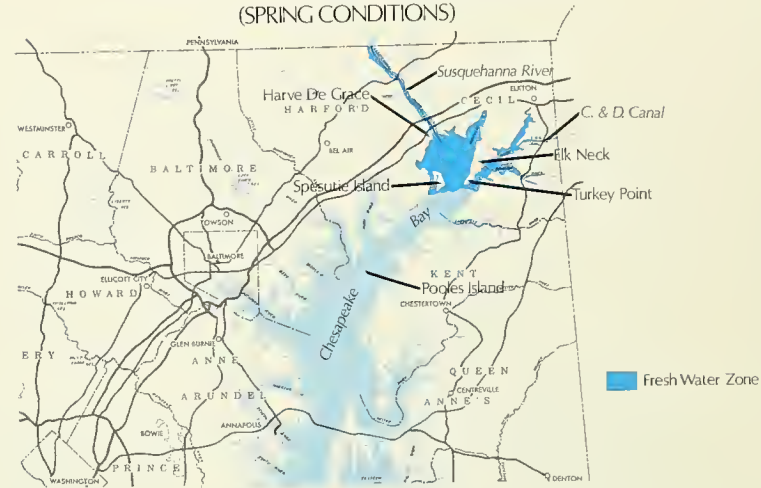 (SPRING CONDITIONS)
PENNSYLVANIA
Susquehanna River
Harve De Grace
ELKTON
CECIL
HARFORD
C. & D. Canal
WESTMINSTER
CARROLL
BEL AIR
BALTIMORE
Elk Neck
Spesutie Island
Turkey Point
TOWSON
Bay
BALTIMORE
KENT
ELLICOTT CITY
Pooles Island
HOWARD
CHESTERTOWN
Chesapeake
GLEN BURNIE
ERY
ANNE
QUEEN
Fresh Water Zone
ARUNDEL
CENTREVILLE
ANNE'S
BOWIE
ANNAPOLIS
PRINCE
WASHINGTON
DENTON